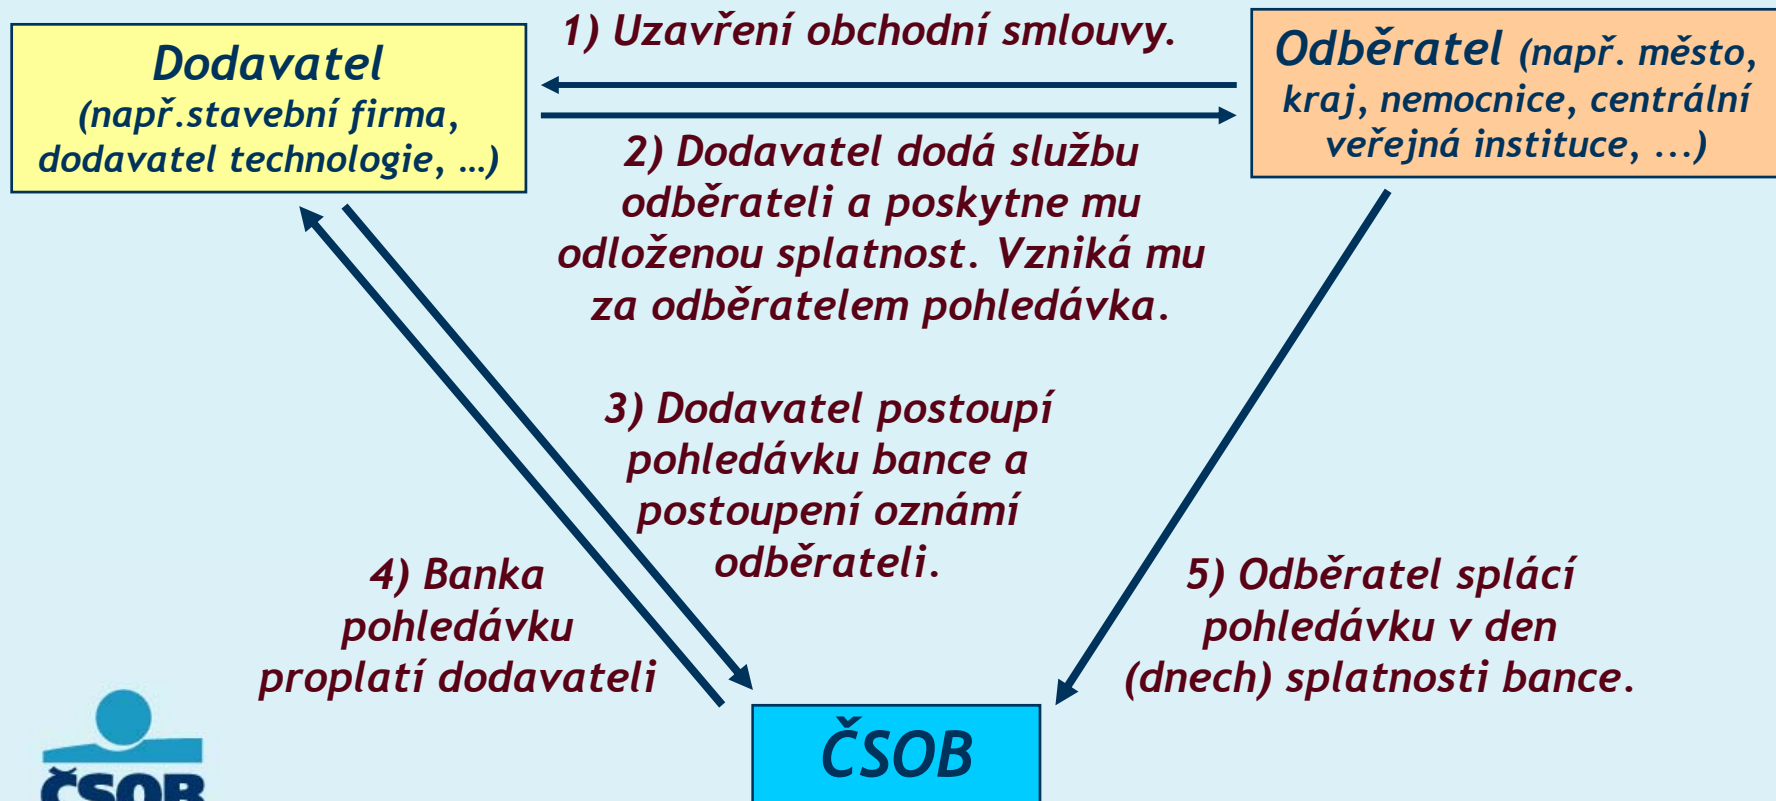 1) Uzavření obchodní smlouvy.
Dodavatel
(např.stavební firma,
dodavatel technologie, …)
Odběratel (např. město,
kraj, nemocnice, centrální
veřejná instituce, ...)
2) Dodavatel dodá službu
odběrateli a poskytne mu
odloženou splatnost. Vzniká mu
za odběratelem pohledávka.
3) Dodavatel postoupí
pohledávku bance a
postoupení oznámí
odběrateli.
4) Banka
pohledávku
proplatí dodavateli
5) Odběratel splácí
pohledávku v den
(dnech) splatnosti bance.
ČSOB
ČSOB